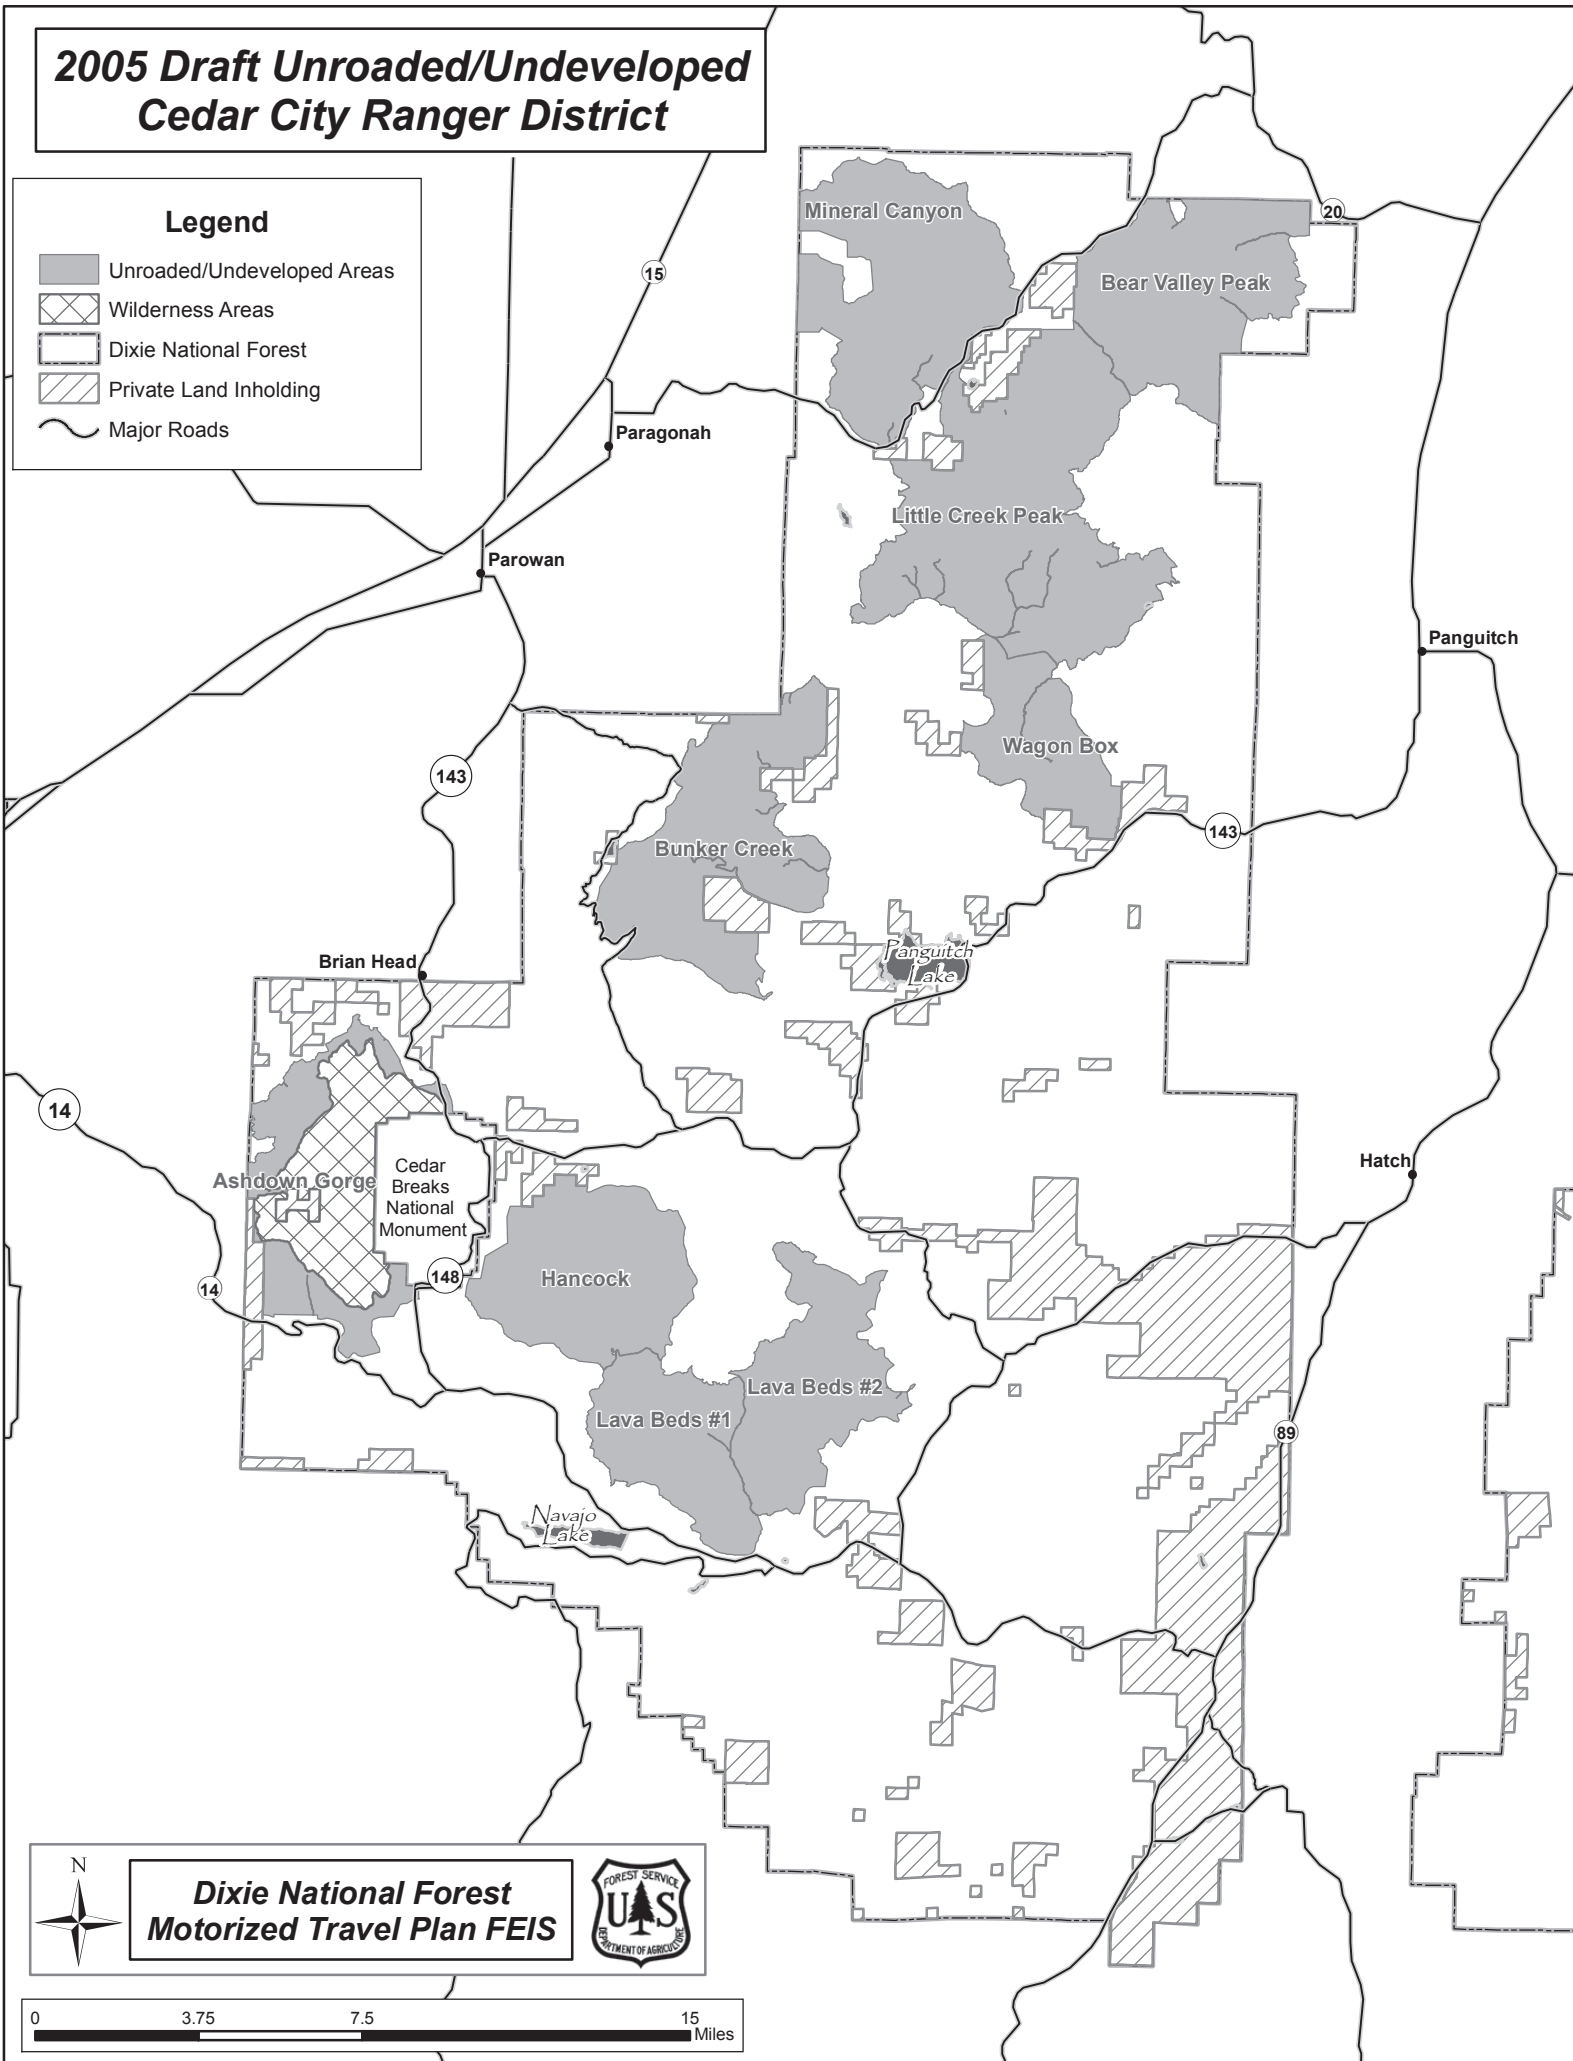 2005 Draft Unroaded/Undeveloped
Cedar City Ranger District
Legend
Unroaded/Undeveloped Areas
Wilderness Areas
Dixie National Forest
Private Land Inholding
Major Roads
Mineral Canyon
20
15
Bear Valley Peak
Paragonah
Little Creek Peak
Parowan
Panguitch
Wagon Box
143
143
Bunker Creek
Panguitch
Lake
Brian Head
14
Hatch
Ashdown Gorge
Cedar
Breaks
National
Monument
148
14
Hancock
Lava Beds #2
Lava Beds #1
89
Navajo
Lake
N
Dixie National Forest
Motorized Travel Plan FEIS
FOREST SERVICE
US
DEPARTMENT OF AGRICULTURE
0 3.75 7.5 15
Miles